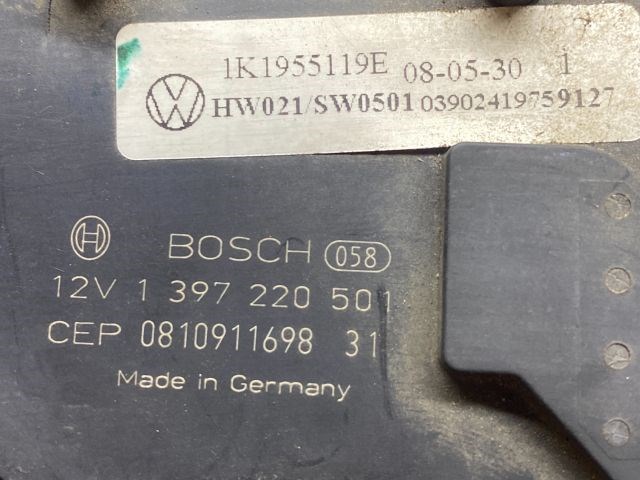 1K1955119E 08-05-30 1
HW021/SW0501 03902419759127
BOSCH 058
12V 1 397 220 501
CEP 0810911698 31
Made in Germany